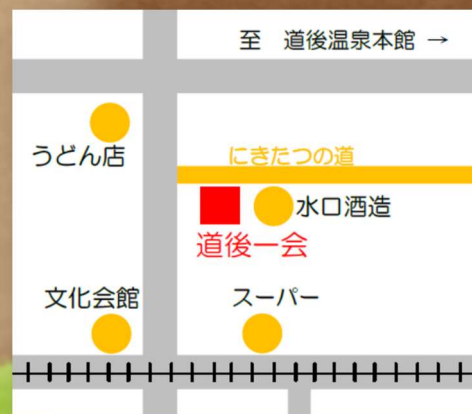 至　道後温泉本館 →
うどん店
にきたつの道
水口酒造
道後一会
文化会館
スーパー